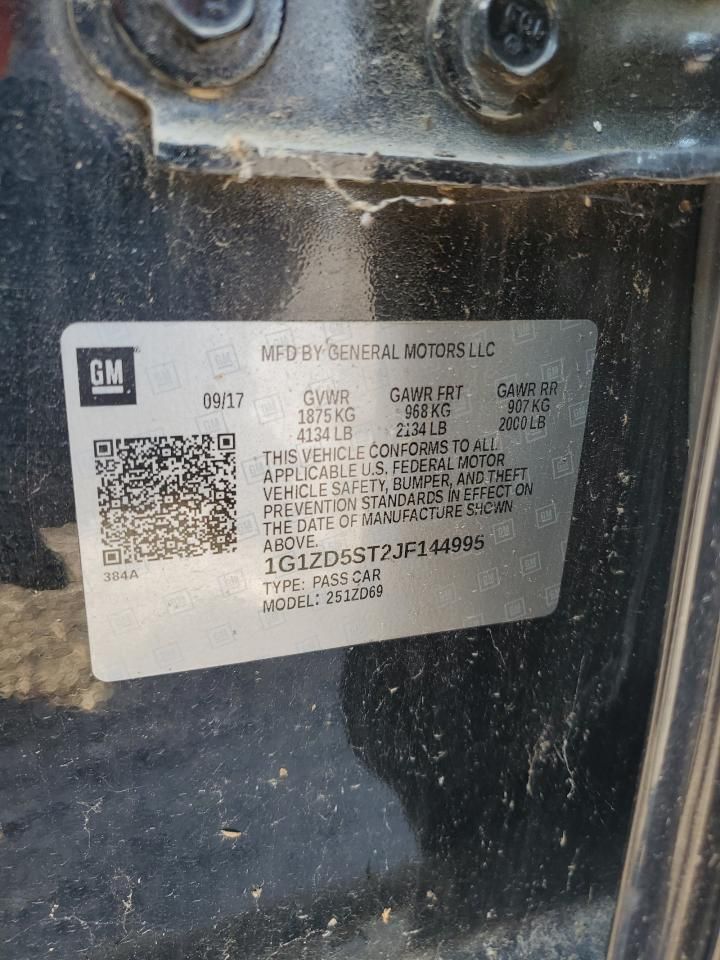 GM
MFD BY GENERAL MOTORS LLC
09/17
GVWR
1875 KG
4134 LB
GAWR FRT
968 KG
2134 LB
GAWR RR
907 KG
2000 LB
THIS VEHICLE CONFORMS TO ALL
APPLICABLE U.S. FEDERAL MOTOR
VEHICLE SAFETY, BUMPER, AND THEFT
PREVENTION STANDARDS IN EFFECT ON
THE DATE OF MANUFACTURE SHOWN
ABOVE.
384A
1G1ZD5ST2JF144995
TYPE: PASS CAR
MODEL: 251ZD69